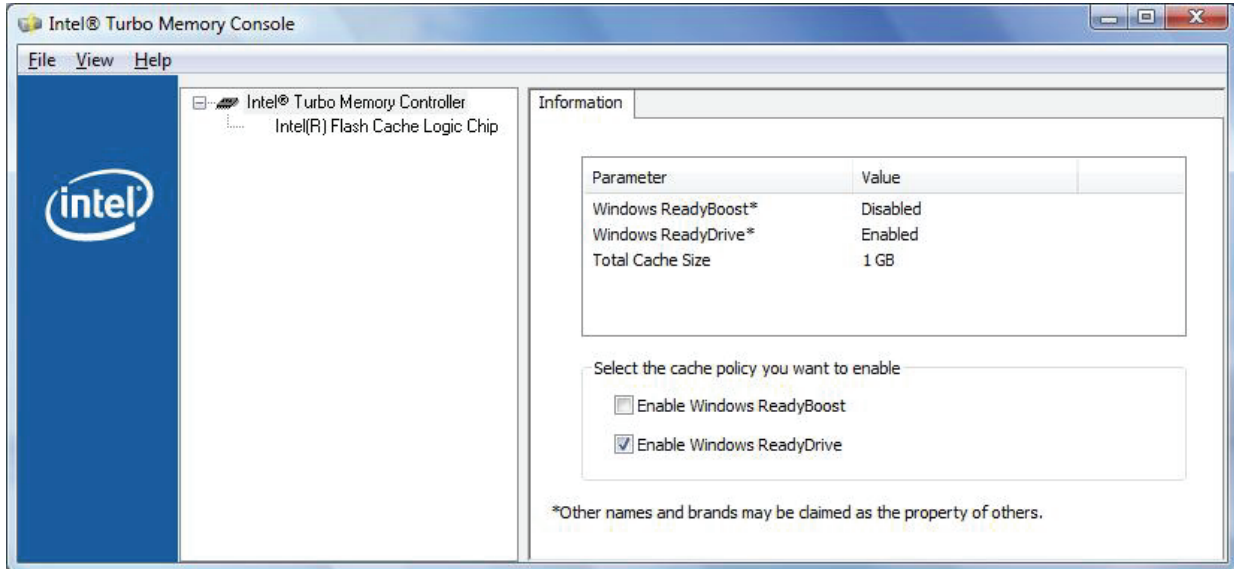 Intel® Turbo Memory Console
File View Help
intel
Intel® Turbo Memory Controller
Intel(R) Flash Cache Logic Chip
Information
Parameter Value
Windows ReadyBoost* Disabled
Windows ReadyDrive* Enabled
Total Cache Size 1 GB
Select the cache policy you want to enable
Enable Windows ReadyBoost
Enable Windows ReadyDrive
*Other names and brands may be claimed as the property of others.